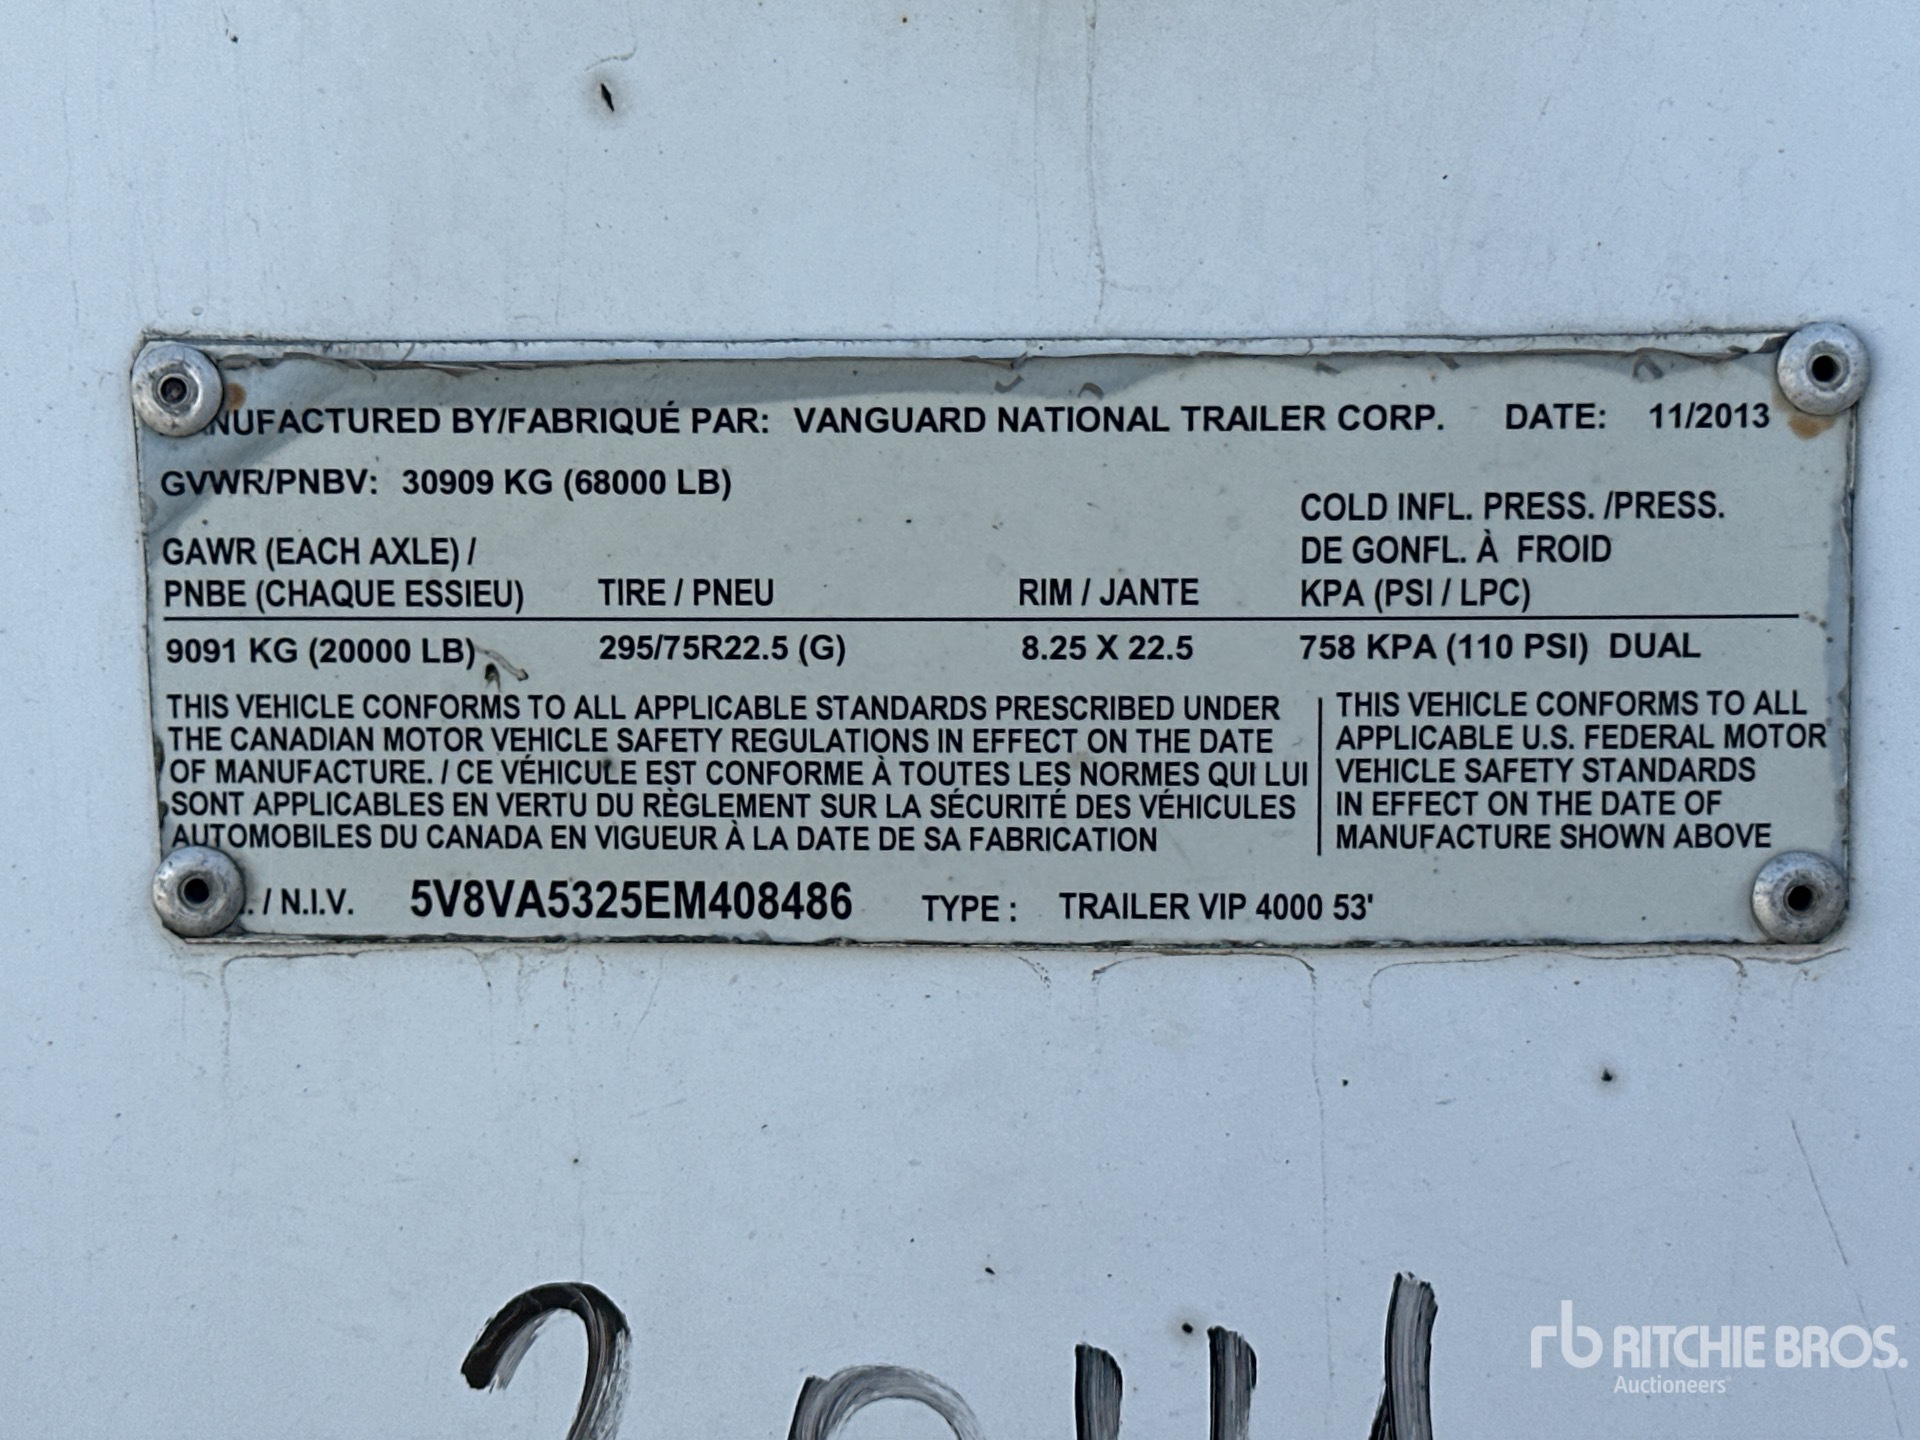 MANUFACTURED BY/FABRIQUÉ PAR: VANGUARD NATIONAL TRAILER CORP. DATE: 11/2013
GVWR/PNBV: 30909 KG (68000 LB)
COLD INFL. PRESS. /PRESS.
GAWR (EACH AXLE) / DE GONFL. À FROID
PNBE (CHAQUE ESSIEU) TIRE / PNEU RIM / JANTE KPA (PSI / LPC)
9091 KG (20000 LB) 295/75R22.5 (G) 8.25 X 22.5 758 KPA (110 PSI) DUAL
THIS VEHICLE CONFORMS TO ALL APPLICABLE STANDARDS PRESCRIBED UNDER
THE CANADIAN MOTOR VEHICLE SAFETY REGULATIONS IN EFFECT ON THE DATE
OF MANUFACTURE. / CE VÉHICULE EST CONFORME À TOUTES LES NORMES QUI LUI
SONT APPLICABLES EN VERTU DU RÈGLEMENT SUR LA SÉCURITÉ DES VÉHICULES
AUTOMOBILES DU CANADA EN VIGUEUR À LA DATE DE SA FABRICATION
THIS VEHICLE CONFORMS TO ALL
APPLICABLE U.S. FEDERAL MOTOR
VEHICLE SAFETY STANDARDS
IN EFFECT ON THE DATE OF
MANUFACTURE SHOWN ABOVE
/ N.I.V. 5V8VA5325EM408486 TYPE : TRAILER VIP 4000 53'
rb RITCHIE BROS.
Auctioneers